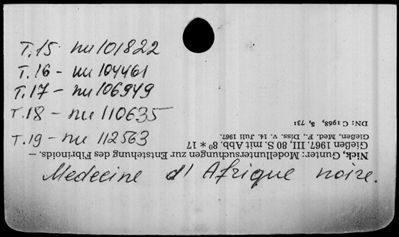 T.15 nu 101822
T.16 - nu 104461
T.17 - nu 106949
T.18 - nu 110635
T.19 - nu 112563
Medecine d'Afrique noire.
Nick, Gunter: Modelluntersuchungen zur Entstehung des Vibrinoids. —
Gießen 1967. III, 80 S. mit Abb. 8° * 17
Gießen, Med. F., Diss. v. 14. Juli 1967.
DN: C 1968, 8, 731